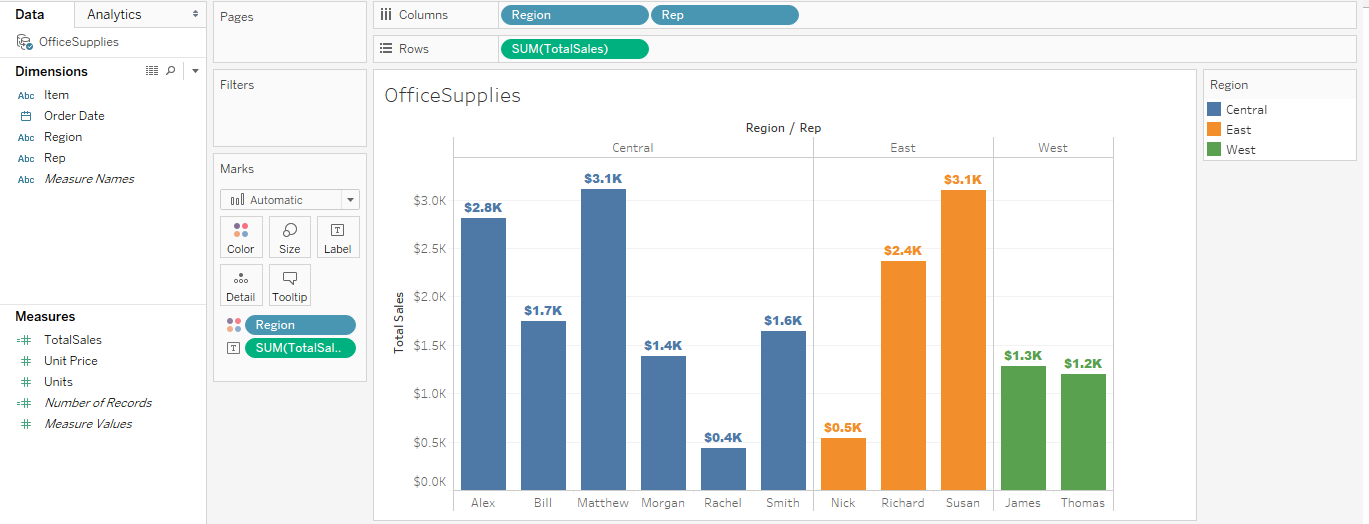 Data
Analytics
OfficeSupplies
Dimensions
Abc Item
Order Date
Abc Region
Abc Rep
Abc Measure Names
Measures
TotalSales
Unit Price
Units
Number of Records
Measure Values
Pages
Filters
Marks
Automatic
Color Size Label
Detail Tooltip
Region
SUM(TotalSal..
Columns Region Rep
Rows SUM(TotalSales)
OfficeSupplies
Region / Rep
Central East West
Total Sales
$3.0K
$2.5K
$2.0K
$1.5K
$1.0K
$0.5K
$0.0K
$2.8K
$1.7K
$3.1K
$1.4K
$0.4K
$1.6K
$0.5K
$2.4K
$3.1K
$1.3K
$1.2K
Alex Bill Matthew Morgan Rachel Smith Nick Richard Susan James Thomas
Region
Central
East
West